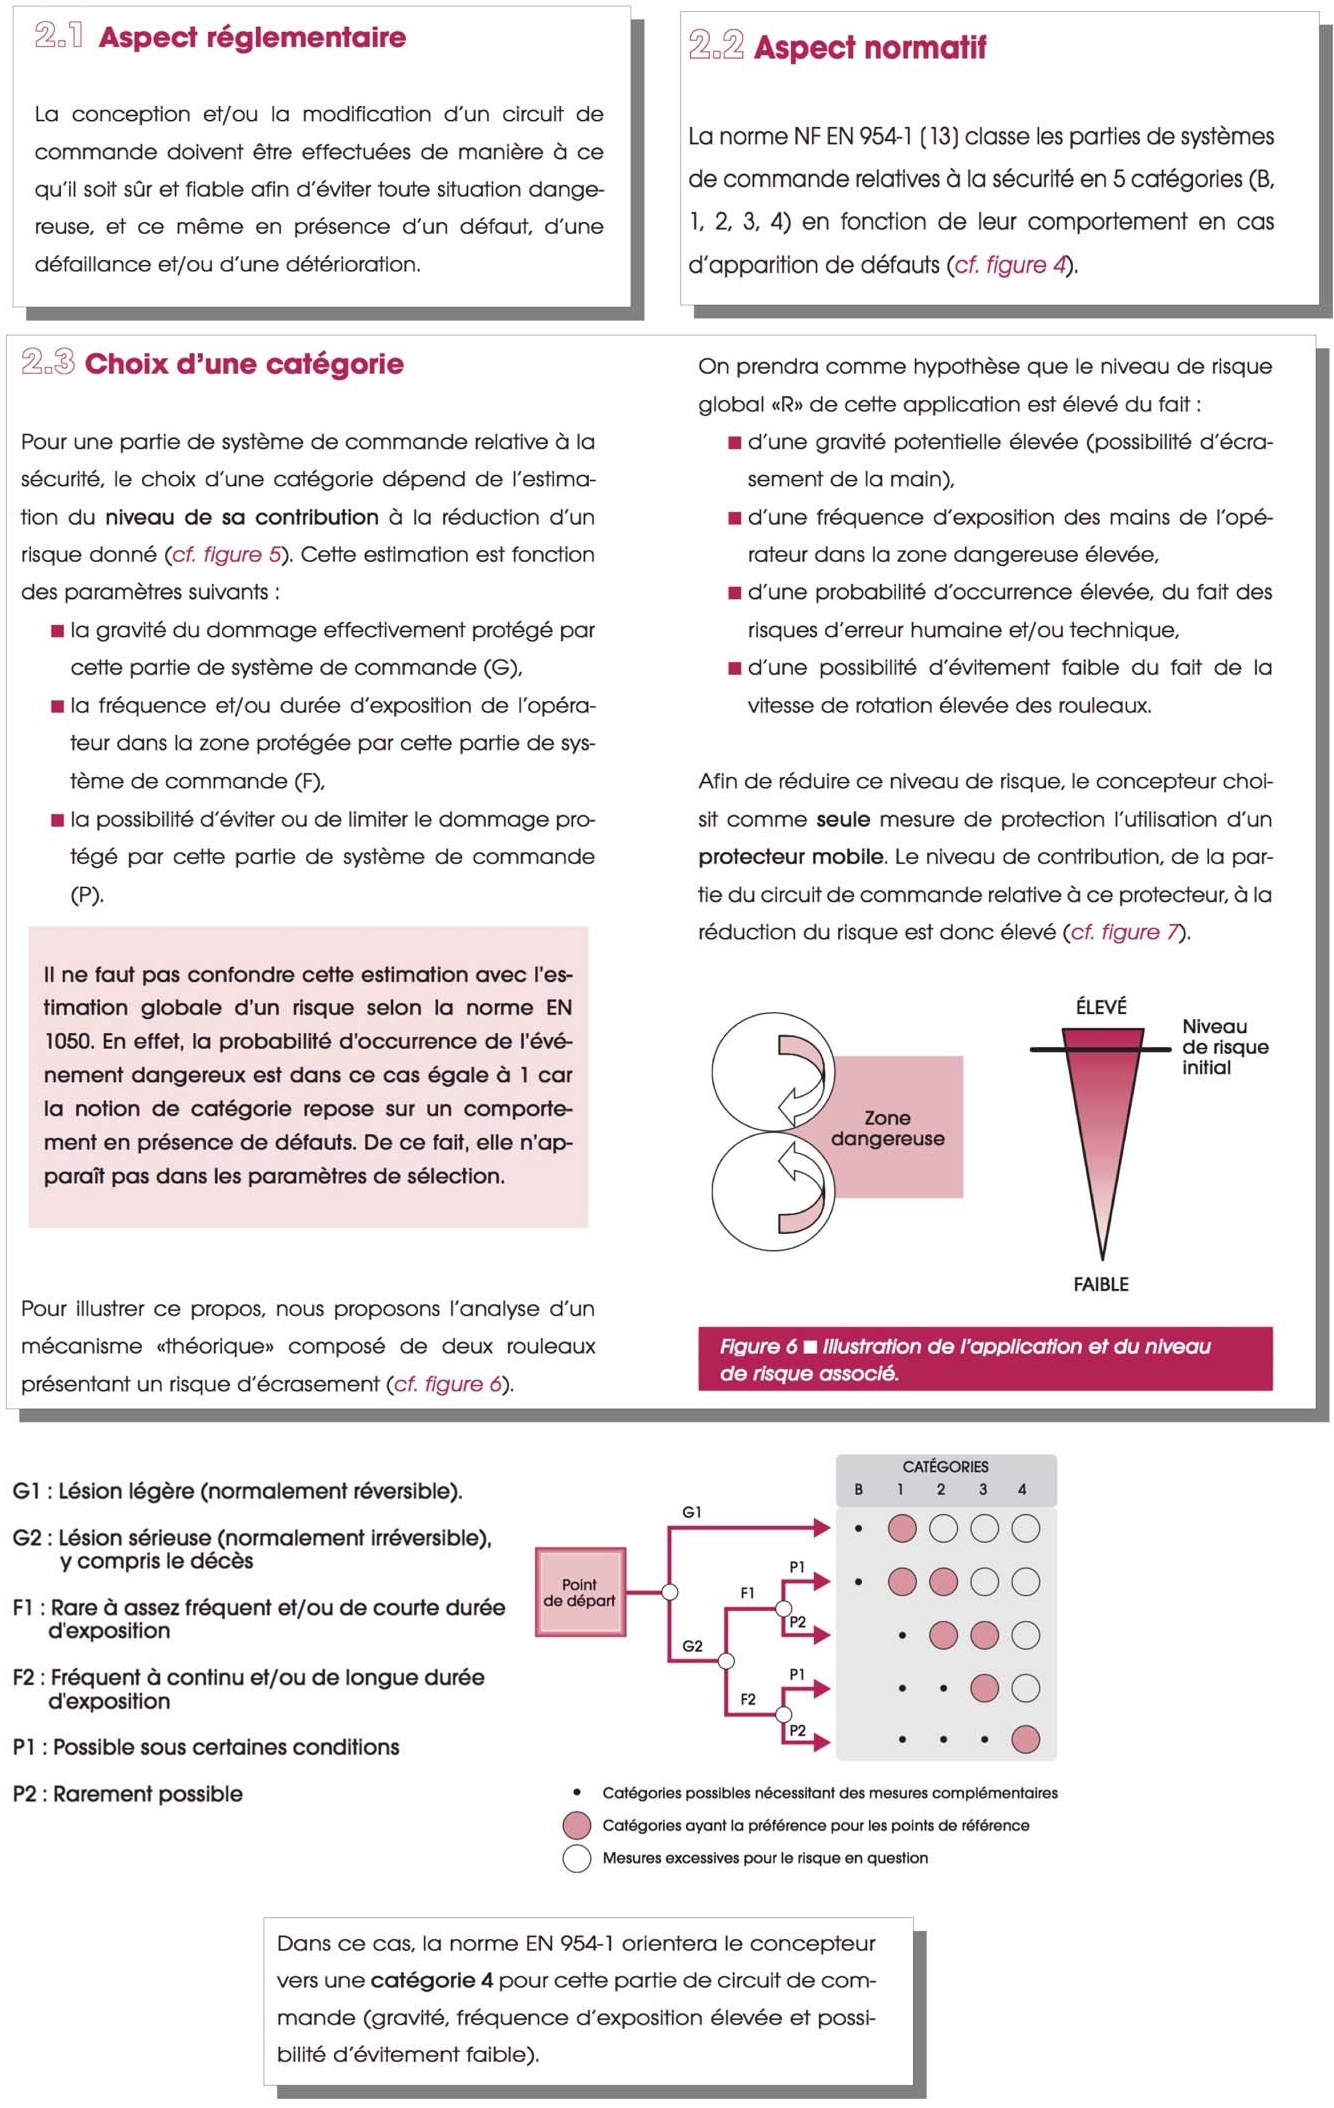 2.1 Aspect réglementaire
La conception et/ou la modification d'un circuit de
commande doivent être effectuées de manière à ce
qu'il soit sûr et fiable afin d'éviter toute situation dange-
reuse, et ce même en présence d'un défaut, d'une
défaillance et/ou d'une détérioration.
2.2 Aspect normatif
La norme NF EN 954-1 (13) classe les parties de systèmes
de commande relatives à la sécurité en 5 catégories (B,
1, 2, 3, 4) en fonction de leur comportement en cas
d'apparition de défauts (cf. figure 4).
2.3 Choix d'une catégorie
Pour une partie de système de commande relative à la
sécurité, le choix d'une catégorie dépend de l'estima-
tion du niveau de sa contribution à la réduction d'un
risque donné (cf. figure 5). Cette estimation est fonction
des paramètres suivants :
■ la gravité du dommage effectivement protégé par
cette partie de système de commande (G),
■ la fréquence et/ou durée d'exposition de l'opéra-
teur dans la zone protégée par cette partie de sys-
tème de commande (F),
■ la possibilité d'éviter ou de limiter le dommage pro-
tégé par cette partie de système de commande
(P).
Il ne faut pas confondre cette estimation avec l'es-
timation globale d'un risque selon la norme EN
1050. En effet, la probabilité d'occurrence de l'évé-
nement dangereux est dans ce cas égale à 1 car
la notion de catégorie repose sur un comporte-
ment en présence de défauts. De ce fait, elle n'ap-
paraît pas dans les paramètres de sélection.
Pour illustrer ce propos, nous proposons l'analyse d'un
mécanisme «théorique» composé de deux rouleaux
présentant un risque d'écrasement (cf. figure 6).
On prendra comme hypothèse que le niveau de risque
global «R» de cette application est élevé du fait :
■ d'une gravité potentielle élevée (possibilité d'écra-
sement de la main),
■ d'une fréquence d'exposition des mains de l'opé-
rateur dans la zone dangereuse élevée,
■ d'une probabilité d'occurrence élevée, du fait des
risques d'erreur humaine et/ou technique,
■ d'une possibilité d'évitement faible du fait de la
vitesse de rotation élevée des rouleaux.
Afin de réduire ce niveau de risque, le concepteur choi-
sit comme seule mesure de protection l'utilisation d'un
protecteur mobile. Le niveau de contribution, de la par-
tie du circuit de commande relative à ce protecteur, à la
réduction du risque est donc élevé (cf. figure 7).
Zone
dangereuse
ÉLEVÉ
Niveau
de risque
initial
FAIBLE
Figure 6 ■ Illustration de l'application et du niveau
de risque associé.
G1 : Lésion légère (normalement réversible).
G2 : Lésion sérieuse (normalement irréversible),
y compris le décès
F1 : Rare à assez fréquent et/ou de courte durée
d'exposition
F2 : Fréquent à continu et/ou de longue durée
d'exposition
P1 : Possible sous certaines conditions
P2 : Rarement possible
CATÉGORIES
B 1 2 3 4
Point
de départ
G1
G2
F1
F2
P1
P2
P1
P2
• Catégories possibles nécessitant des mesures complémentaires
Catégories ayant la préférence pour les points de référence
Mesures excessives pour le risque en question
Dans ce cas, la norme EN 954-1 orientera le concepteur
vers une catégorie 4 pour cette partie de circuit de com-
mande (gravité, fréquence d'exposition élevée et possi-
bilité d'évitement faible).